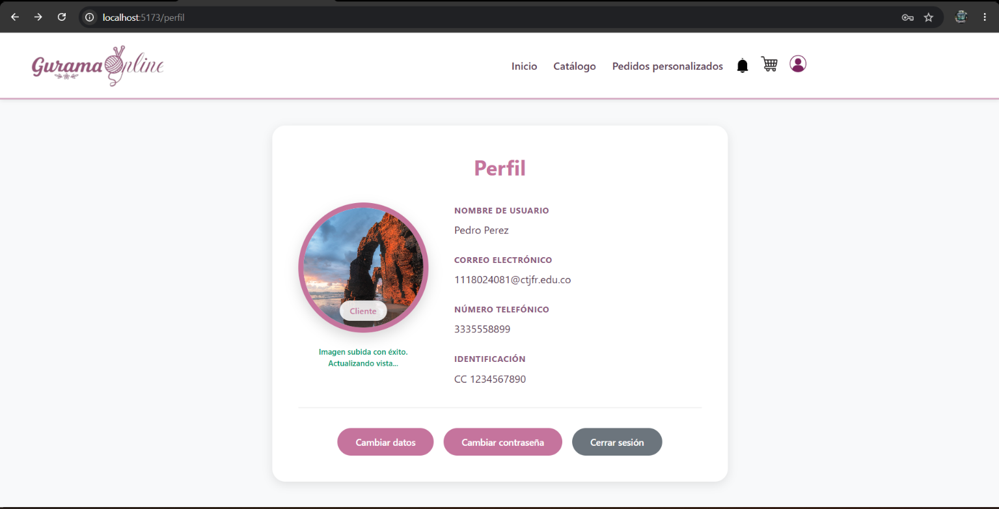 localhost:5173/perfil
Gurama Online
Inicio
Catálogo
Pedidos personalizados
Perfil
Cliente
Imagen subida con éxito.
Actualizando vista...
NOMBRE DE USUARIO
Pedro Perez
CORREO ELECTRÓNICO
1118024081@ctjfr.edu.co
NÚMERO TELEFÓNICO
3335558899
IDENTIFICACIÓN
CC 1234567890
Cambiar datos
Cambiar contraseña
Cerrar sesión